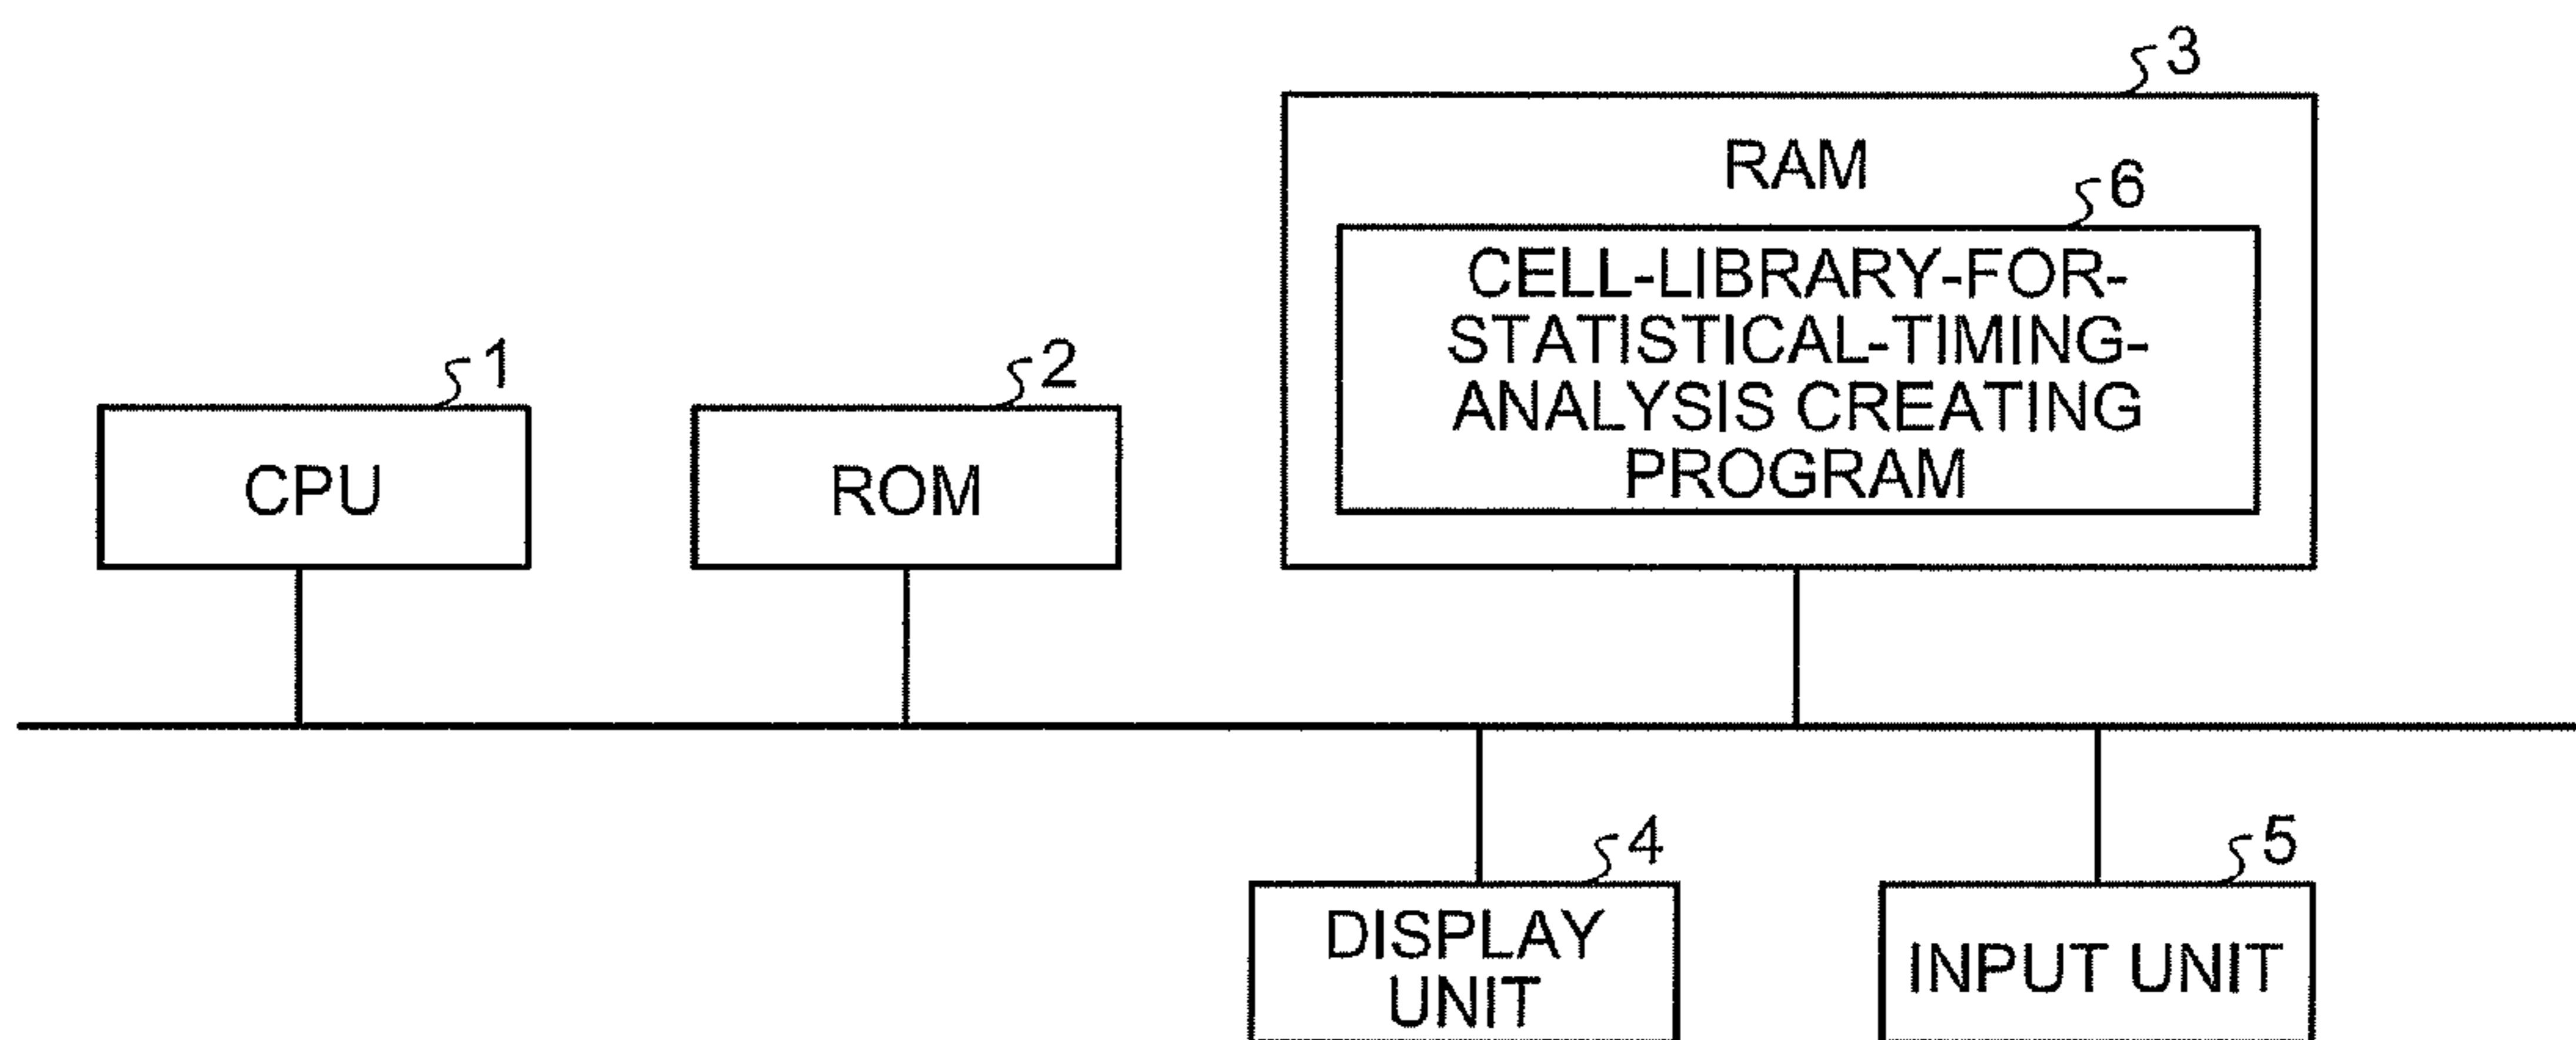 3
RAM
6
CELL-LIBRARY-FOR-
STATISTICAL-TIMING-
ANALYSIS CREATING
PROGRAM
1
CPU
2
ROM
4
DISPLAY
UNIT
5
INPUT UNIT